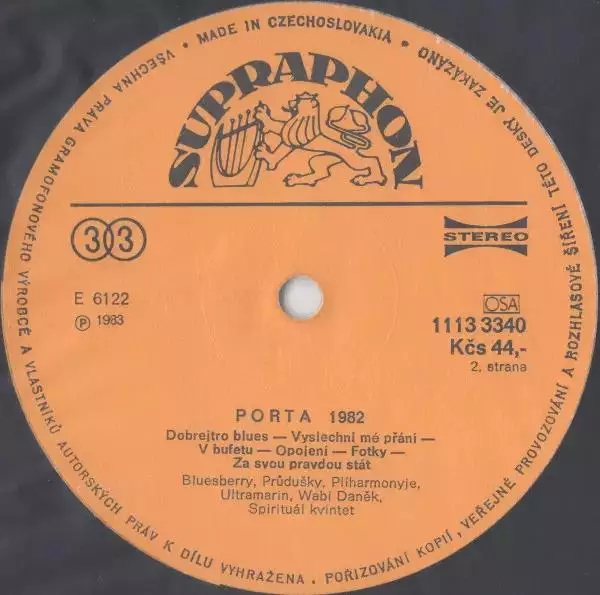 VŠECHNA PRÁVA GRAMOFONOVÉHO VÝROBCE A VLASTNÍKŮ AUTORSKÝCH PRÁV K DÍLU VYHRAŽENA • POŘIZOVÁNÍ KOPIÍ, VEŘEJNÉ PROVOZOVÁNÍ A ROZHLASOVÉ ŠÍŘENÍ TÉTO DESKY JE ZAKÁZÁNO •
MADE IN CZECHOSLOVAKIA •
SUPRAPHON
33
STEREO
E 6122
℗ 1983
OSA
1113 3340
Kčs 44,-
2. strana
PORTA 1982
Dobrejtro blues — Vyslechni mé přání —
V bufetu — Opojení — Fotky —
Za svou pravdou stát
Bluesberry, Průdušky, Plíharmonyje,
Ultramarin, Wabi Daněk,
Spirituál kvintet